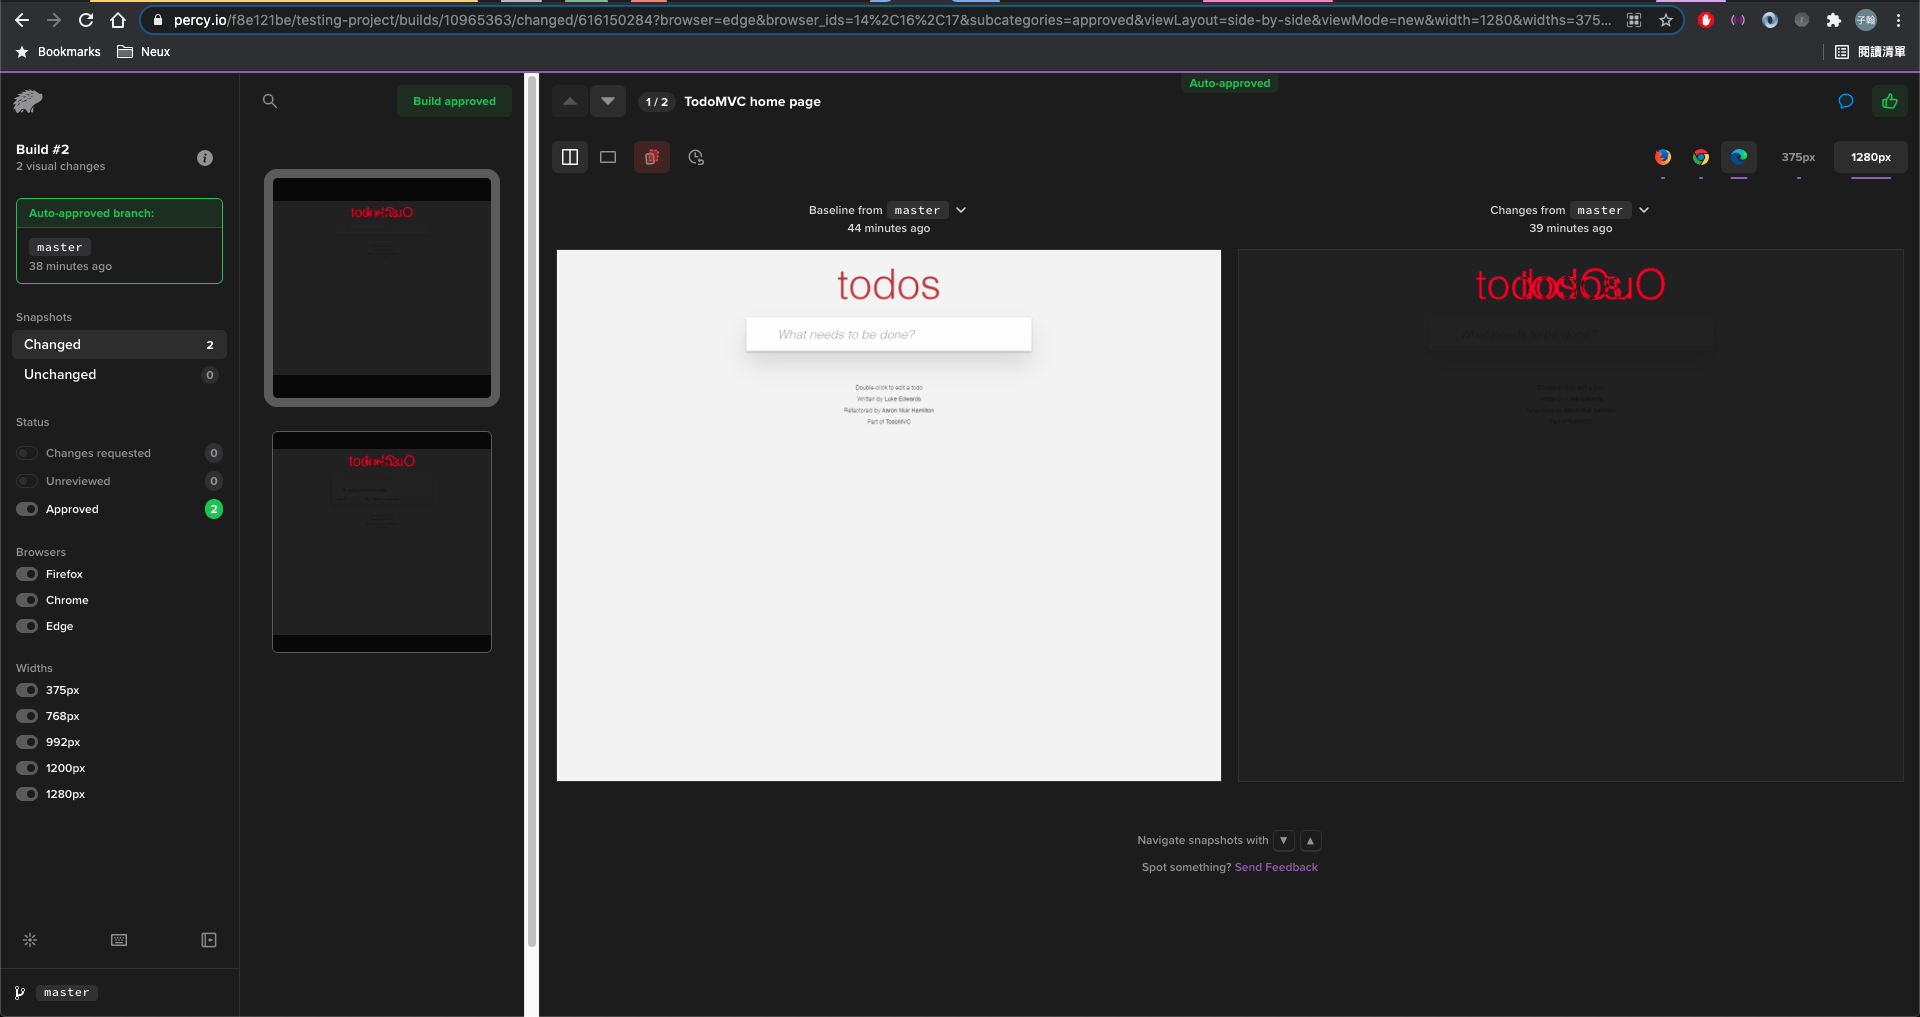 percy.io/f8e121be/testing-project/builds/10965363/changed/616150284?browser=edge&browser_ids=14%2C16%2C17&subcategories=approved&viewLayout=side-by-side&viewMode=new&width=1280&widths=375...
子翰
Bookmarks
Neux
閱讀清單
Build approved
1 / 2
TodoMVC home page
Auto-approved
Build #2
2 visual changes
Auto-approved branch:
master
38 minutes ago
Snapshots
Changed 2
Unchanged 0
Status
Changes requested 0
Unreviewed 0
Approved 2
Browsers
Firefox
Chrome
Edge
Widths
375px
768px
992px
1200px
1280px
master
375px
1280px
Baseline from master
44 minutes ago
Changes from master
39 minutes ago
todos
What needs to be done?
Double-click to edit a todo
Written by Luke Edwards
Refactored by Aaron Muir Hamilton
Part of TodoMVC
Navigate snapshots with ▼ ▲
Spot something? Send Feedback